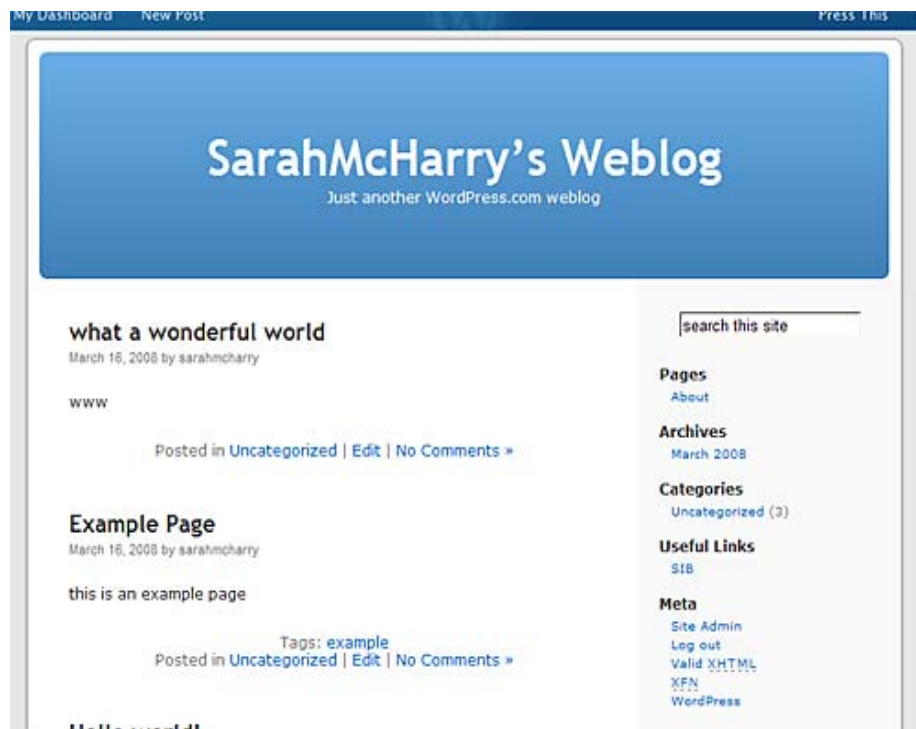 My Dashboard New Post Press This
SarahMcHarry's Weblog
Just another WordPress.com weblog
what a wonderful world
March 16, 2008 by sarahmcharry
www
Posted in Uncategorized | Edit | No Comments »
Example Page
March 16, 2008 by sarahmcharry
this is an example page
Tags: example
Posted in Uncategorized | Edit | No Comments »
Hello world!
search this site
Pages
About
Archives
March 2008
Categories
Uncategorized (3)
Useful Links
SIB
Meta
Site Admin
Log out
Valid XHTML
XFN
WordPress